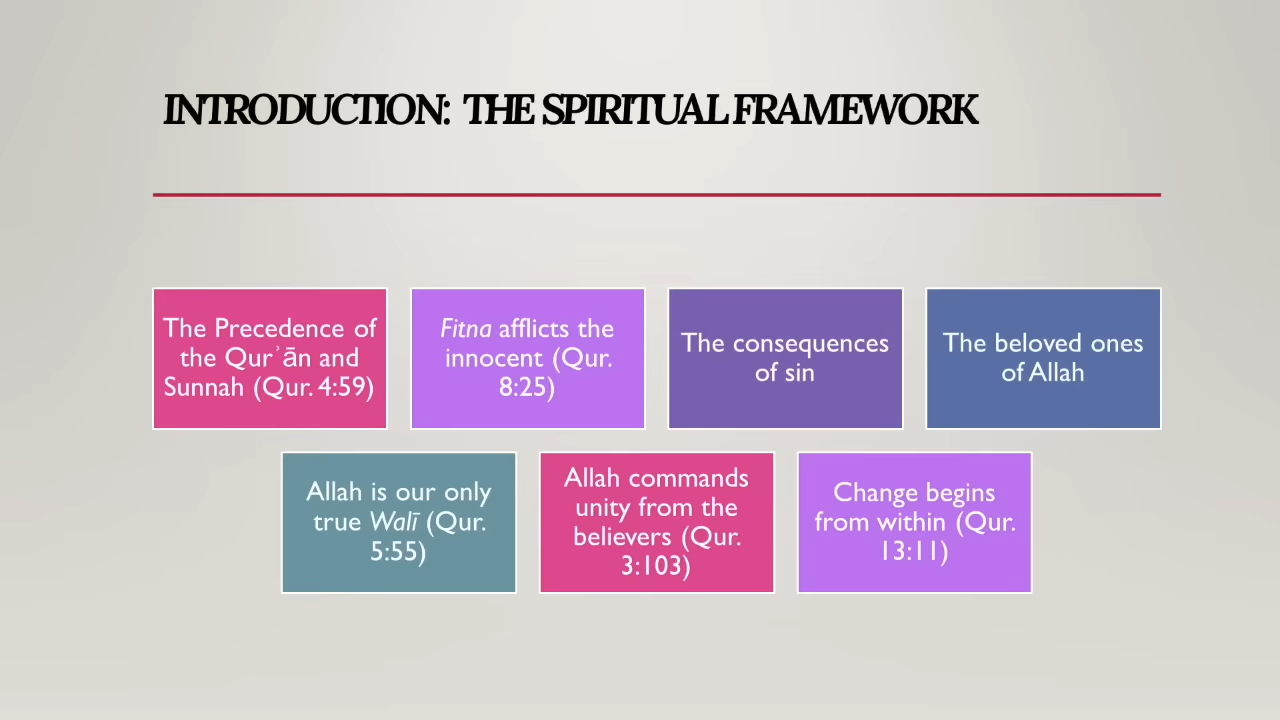 INTRODUCTION: THE SPIRITUAL FRAMEWORK
The Precedence of
the Qurʾān and
Sunnah (Qur. 4:59)
Fitna afflicts the
innocent (Qur.
8:25)
The consequences
of sin
The beloved ones
of Allah
Allah is our only
true Walī (Qur.
5:55)
Allah commands
unity from the
believers (Qur.
3:103)
Change begins
from within (Qur.
13:11)